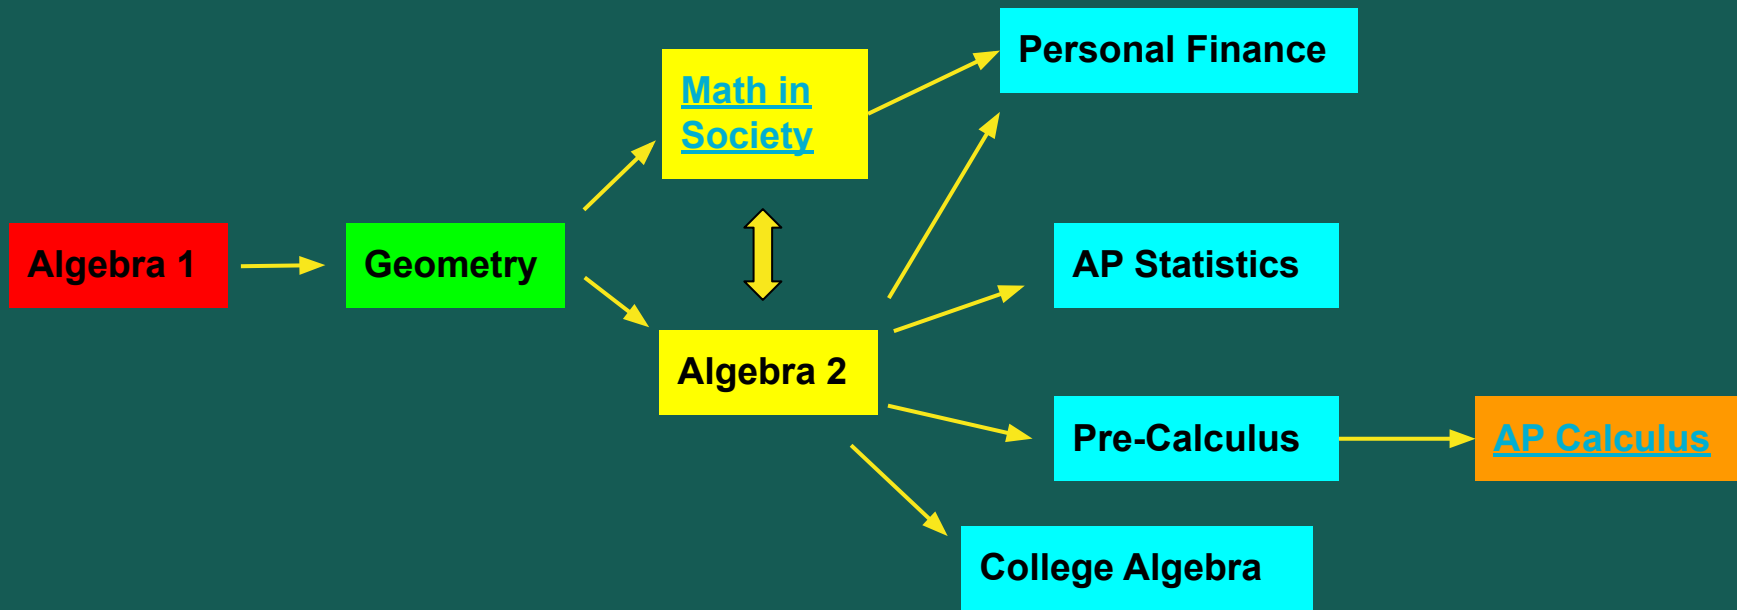 Personal Finance
Math in
Society
Algebra 1
Geometry
AP Statistics
Algebra 2
Pre-Calculus
AP Calculus
College Algebra